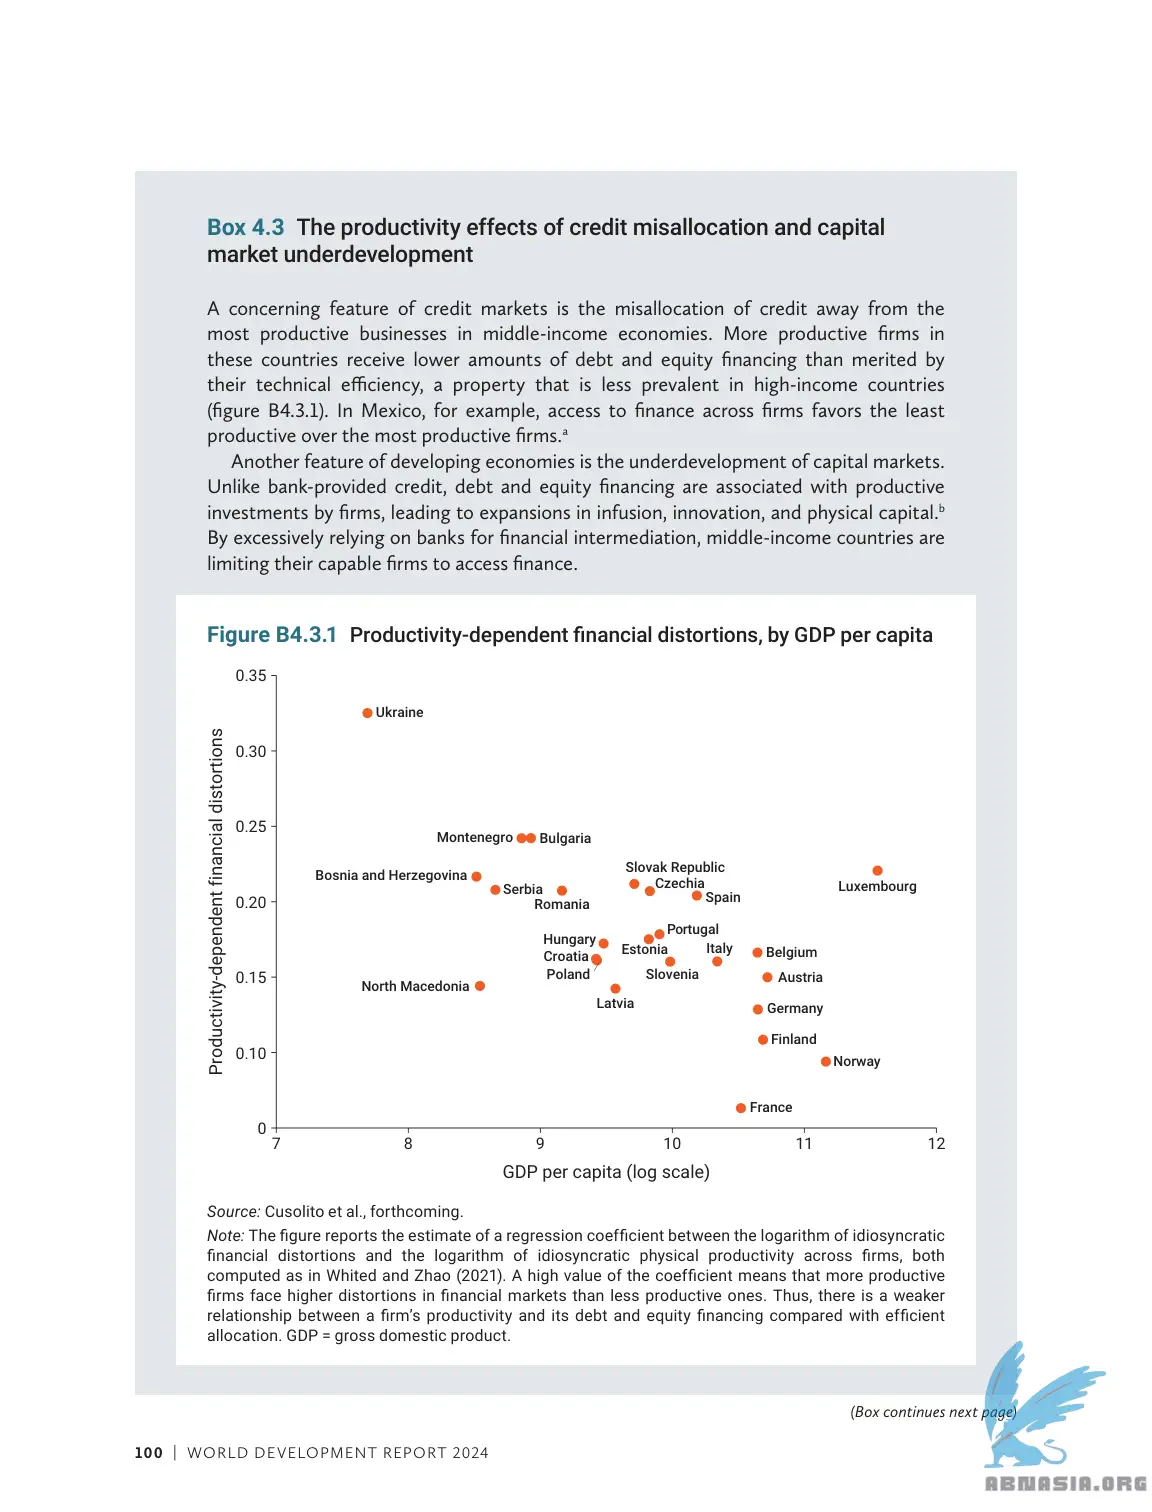 Box 4.3 The productivity effects of credit misallocation and capital
market underdevelopment
A concerning feature of credit markets is the misallocation of credit away from the
most productive businesses in middle-income economies. More productive firms in
these countries receive lower amounts of debt and equity financing than merited by
their technical efficiency, a property that is less prevalent in high-income countries
(figure B4.3.1). In Mexico, for example, access to finance across firms favors the least
productive over the most productive firms.a
Another feature of developing economies is the underdevelopment of capital markets.
Unlike bank-provided credit, debt and equity financing are associated with productive
investments by firms, leading to expansions in infusion, innovation, and physical capital.b
By excessively relying on banks for financial intermediation, middle-income countries are
limiting their capable firms to access finance.
Figure B4.3.1 Productivity-dependent financial distortions, by GDP per capita
Productivity-dependent financial distortions
0.35
0.30
0.25
0.20
0.15
0.10
0
Ukraine
Montenegro
Bulgaria
Bosnia and Herzegovina
Serbia
Romania
Slovak Republic
Czechia
Spain
Luxembourg
Hungary
Croatia
Poland
Portugal
Estonia
Italy
Slovenia
Belgium
Austria
North Macedonia
Latvia
Germany
Finland
Norway
France
7
8
9
10
11
12
GDP per capita (log scale)
Source: Cusolito et al., forthcoming.
Note: The figure reports the estimate of a regression coefficient between the logarithm of idiosyncratic
financial distortions and the logarithm of idiosyncratic physical productivity across firms, both
computed as in Whited and Zhao (2021). A high value of the coefficient means that more productive
firms face higher distortions in financial markets than less productive ones. Thus, there is a weaker
relationship between a firm's productivity and its debt and equity financing compared with efficient
allocation. GDP = gross domestic product.
(Box continues next page)
100 | WORLD DEVELOPMENT REPORT 2024
ABNASIA.ORG